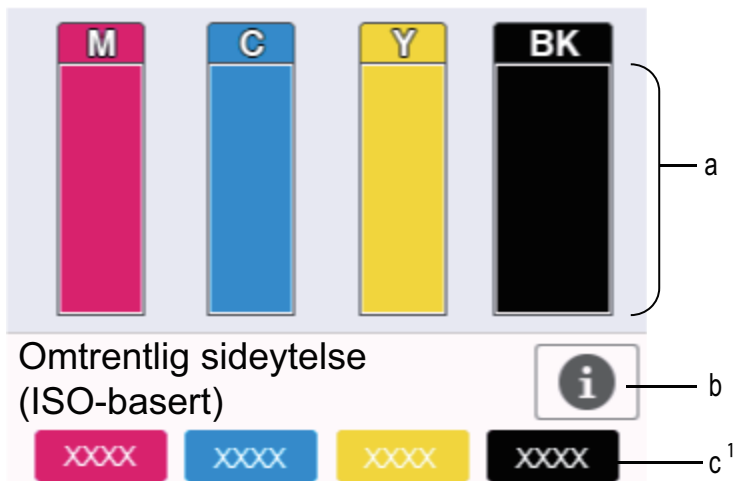 M C Y BK
a
Omtrentlig sideytelse
(ISO-basert)
i
b
XXXX XXXX XXXX XXXX
c 1